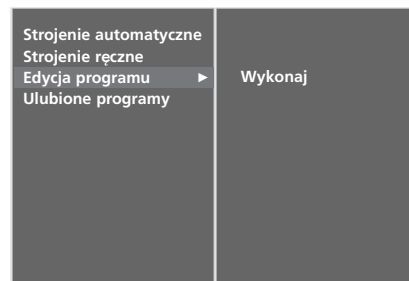 Strojenie automatyczne
Strojenie ręczne
Edycja programu ►
Wykonaj
Ulubione programy